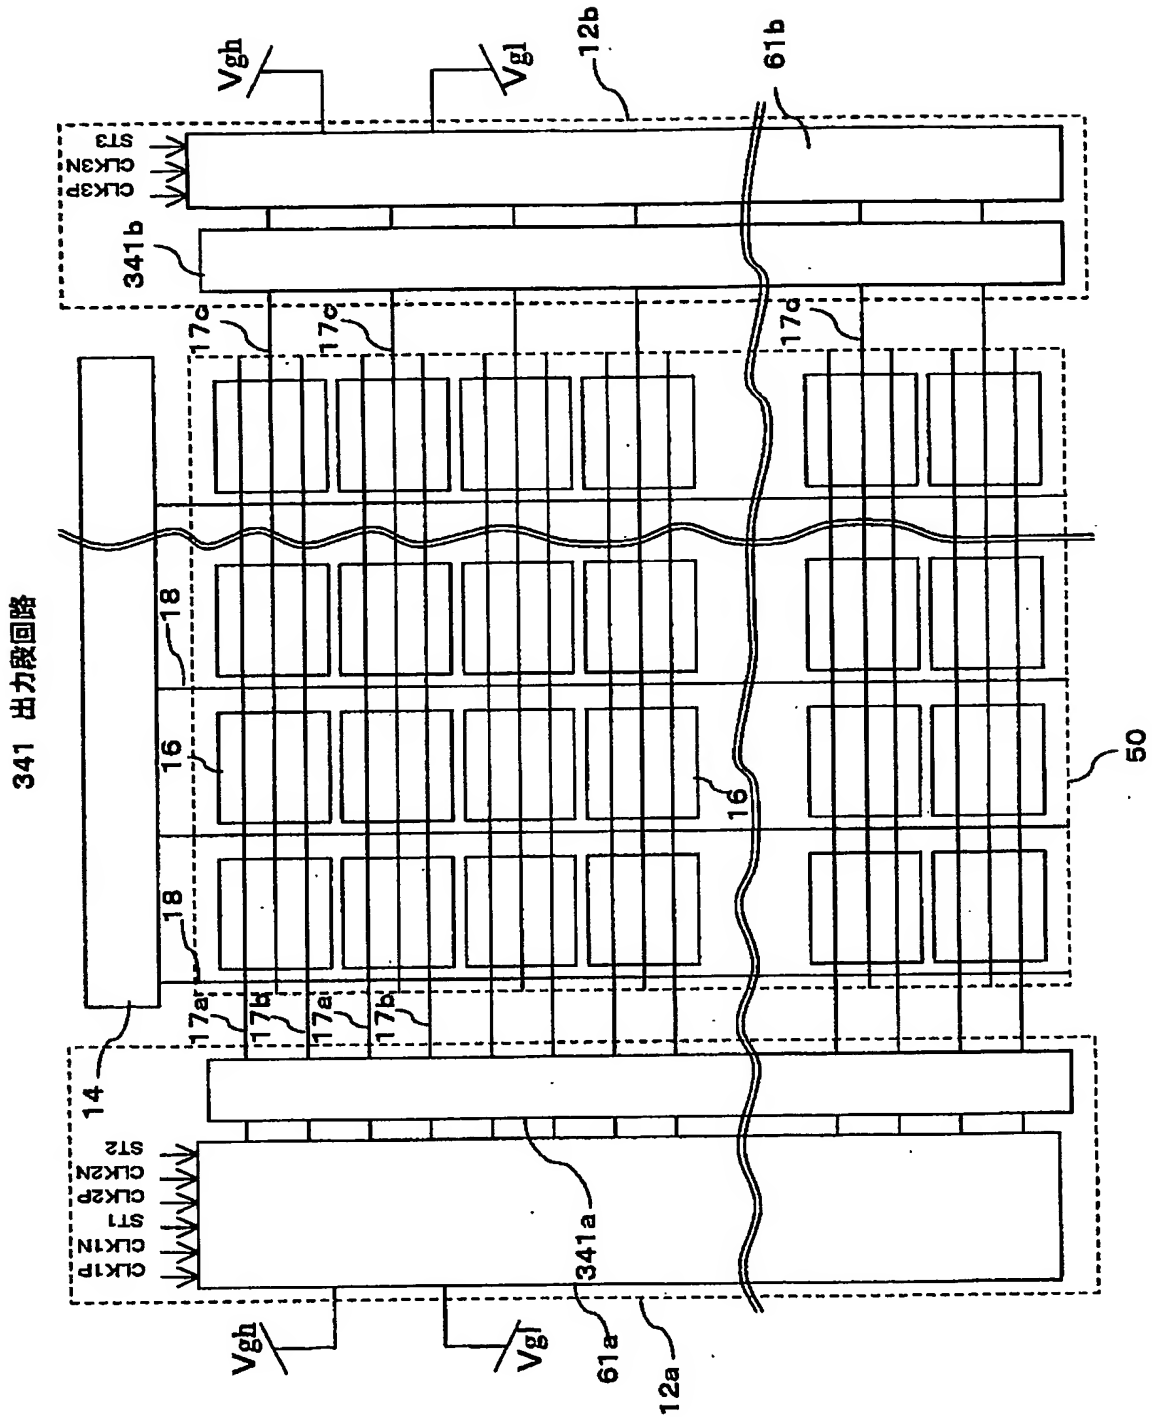 341 出力段回路
14
18
16
18
16
50
17a
17b
17a
17b
17c
17c
17c
12a
61a
341a
Vgh
Vgl
CLK1P
CLK1N
ST1
CLK2P
CLK2N
ST2
12b
61b
341b
Vgh
Vgl
CLK3P
CLK3N
ST3